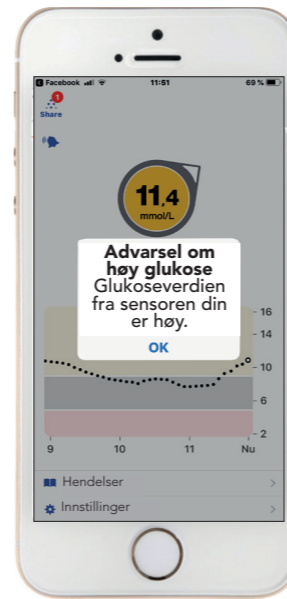 Facebook 11:51 69 %
1
Share
11,4
mmol/L
Advarsel om
høy glukose
Glukoseverdien
fra sensoren din
er høy.
OK
16
14
10
6
2
9 10 11 Nu
Hendelser
Innstillinger